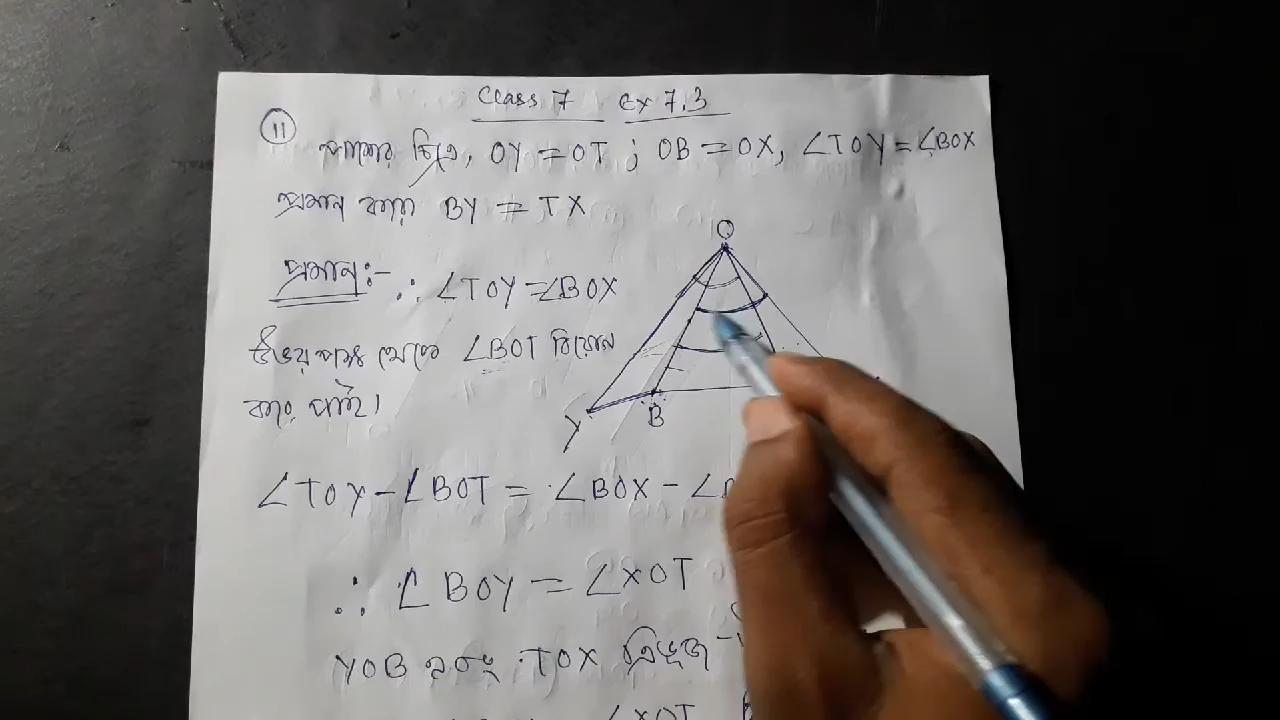 Class 7 Ex 7.3
11
পাশের চিত্রে, OY = OT ; OB = OX, ∠TOY = ∠BOX
প্রমান করো BY = TX
প্রমান:- ∴ ∠TOY = ∠BOX
উভয়পক্ষ থেকে ∠BOT বিয়োগ
করে পাই।
O
Y
B
∠TOY - ∠BOT = ∠BOX - ∠B
∴ ∠BOY = ∠XOT
YOB এবং TOX ত্রিভুজ
∠XOT